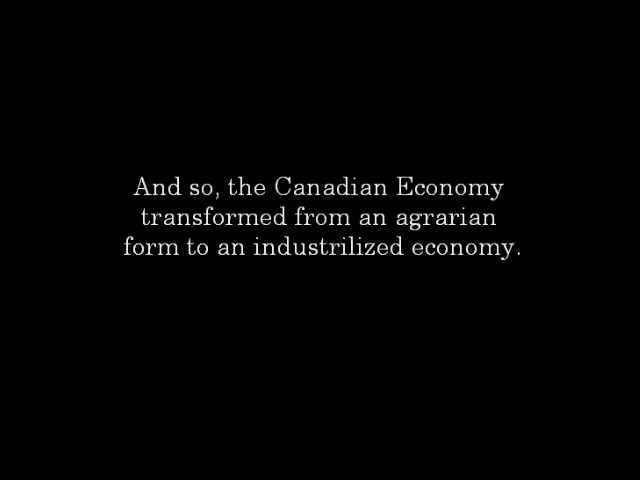 And so, the Canadian Economy
transformed from an agrarian
form to an industrilized economy.